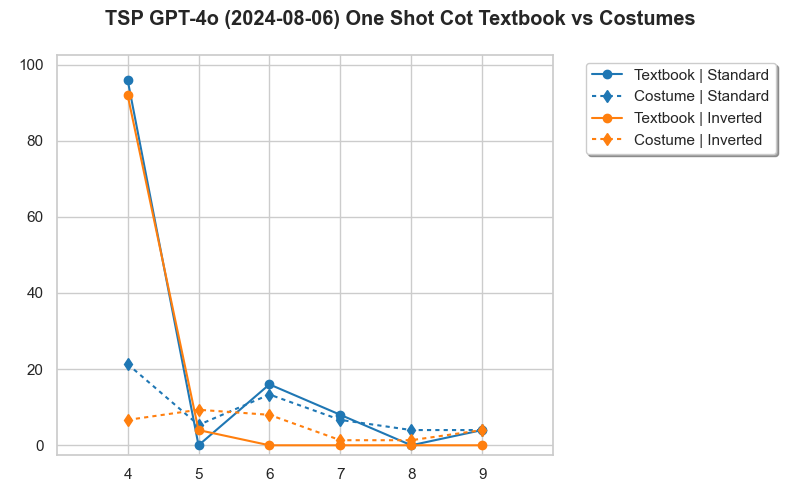 TSP GPT-4o (2024-08-06) One Shot Cot Textbook vs Costumes
Textbook | Standard
Costume | Standard
Textbook | Inverted
Costume | Inverted
100
80
60
40
20
0
4 5 6 7 8 9